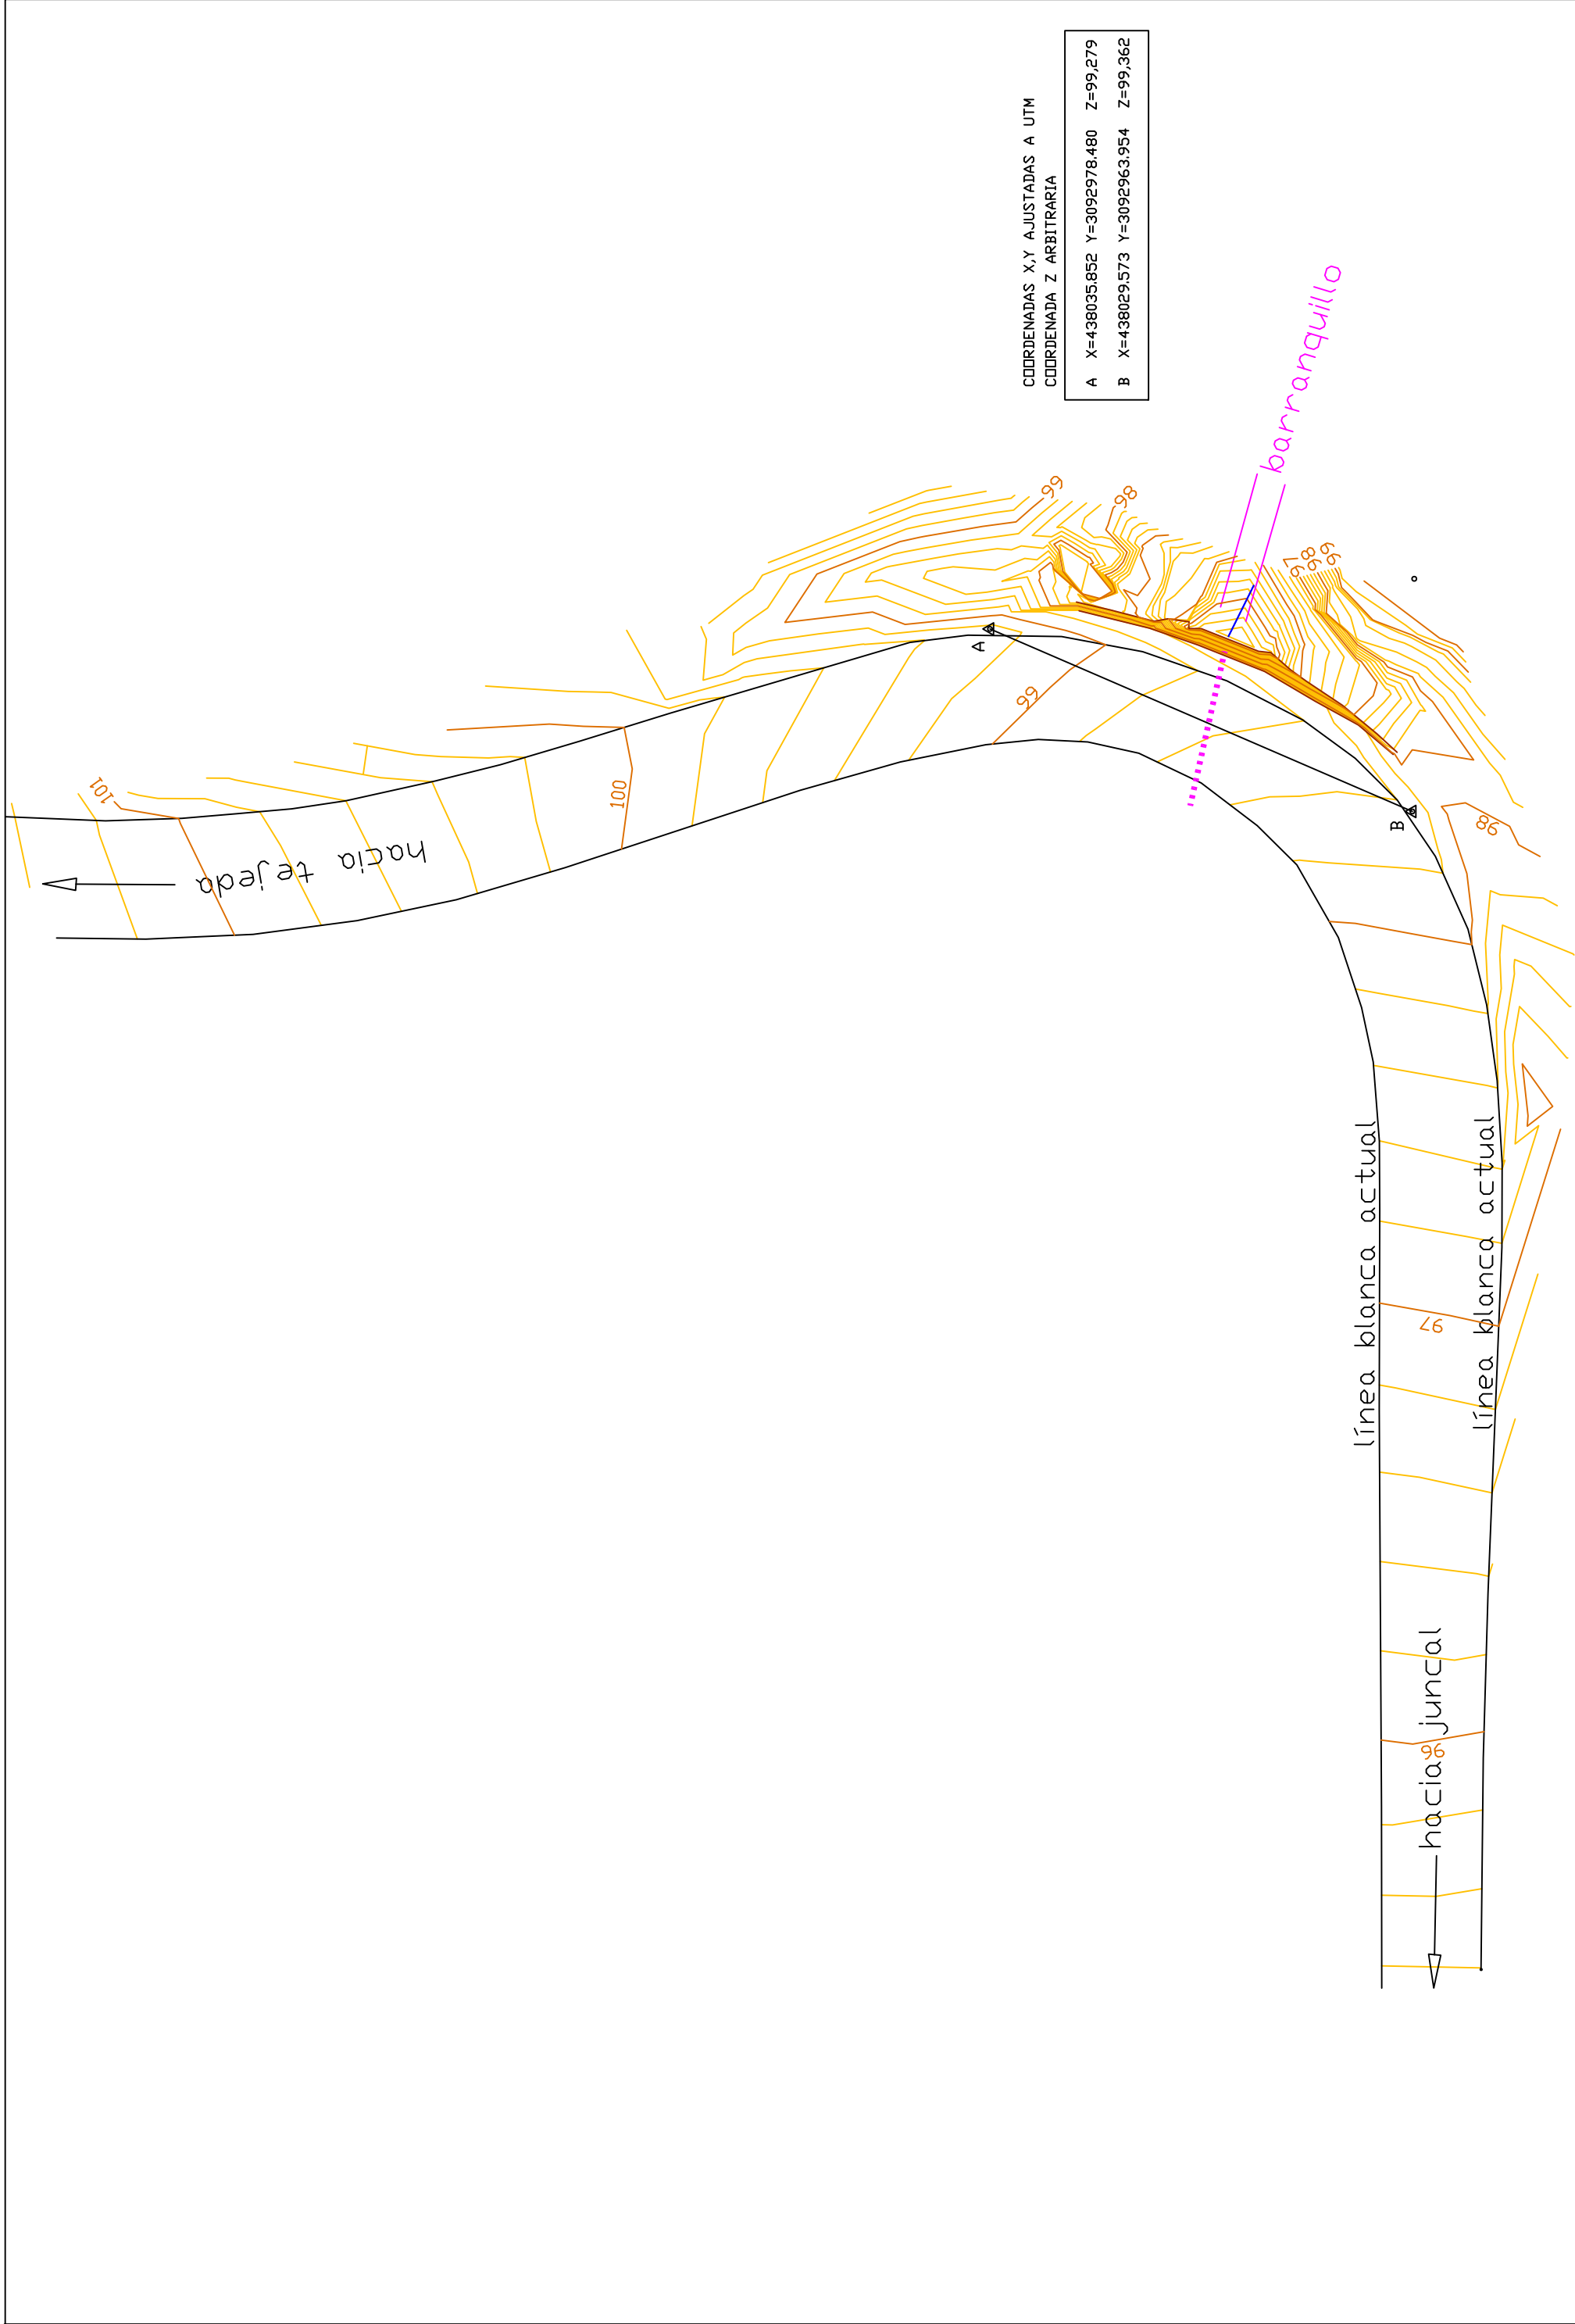 COORDENADAS X,Y AJUSTADAS A UTM
COORDENADA Z ARBITRARIA
A X=438035.852 Y=3092978.480 Z=99,279
B X=438029.573 Y=3092963.954 Z=99,362
barranquillo
99
98
97
98
99
A
99
B
98
100
101
hacia tejeda
línea blanca actual
línea blanca actual
97
96
hacia juncal